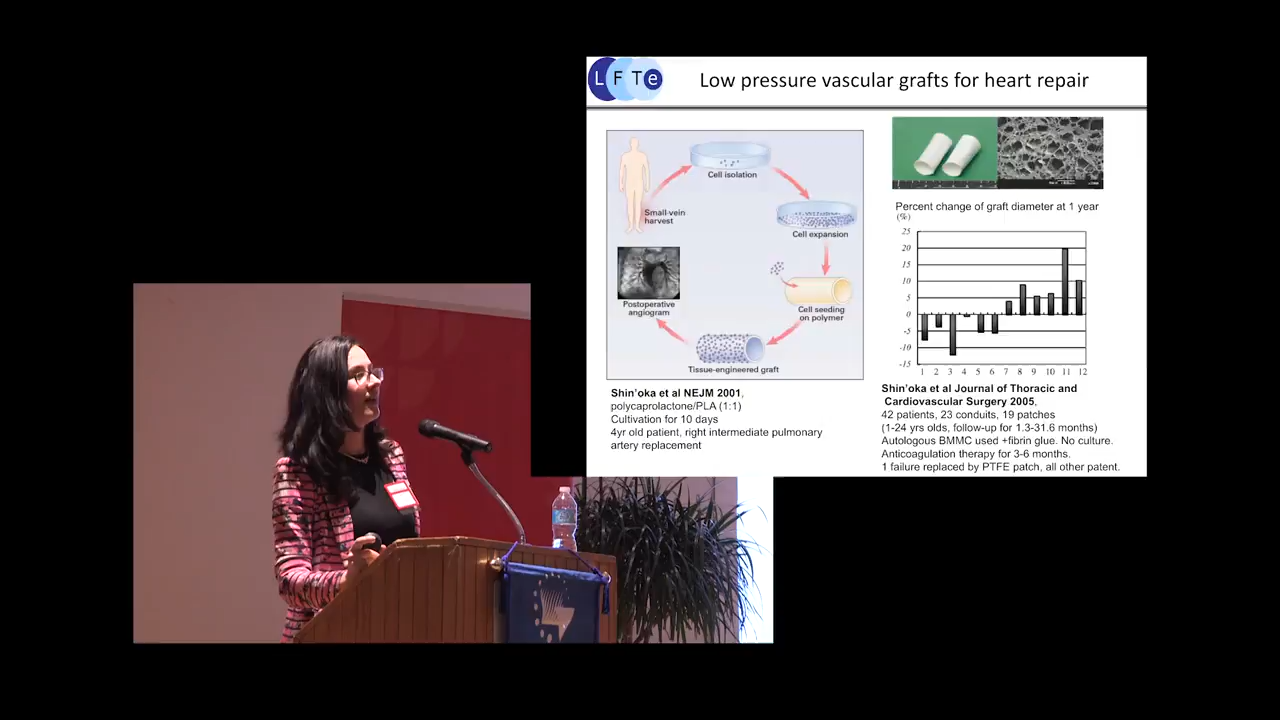 LFTe
Low pressure vascular grafts for heart repair
Cell isolation
Small-vein
harvest
Cell expansion
Postoperative
angiogram
Cell seeding
on polymer
Tissue-engineered graft
Shin'oka et al NEJM 2001,
polycaprolactone/PLA (1:1)
Cultivation for 10 days
4yr old patient, right intermediate pulmonary
artery replacement
Percent change of graft diameter at 1 year
(%)
25
20
15
10
5
0
-5
-10
-15
1 2 3 4 5 6 7 8 9 10 11 12
Shin'oka et al Journal of Thoracic and
Cardiovascular Surgery 2005,
42 patients, 23 conduits, 19 patches
(1-24 yrs olds, follow-up for 1.3-31.6 months)
Autologous BMMC used +fibrin glue. No culture.
Anticoagulation therapy for 3-6 months.
1 failure replaced by PTFE patch, all other patent.